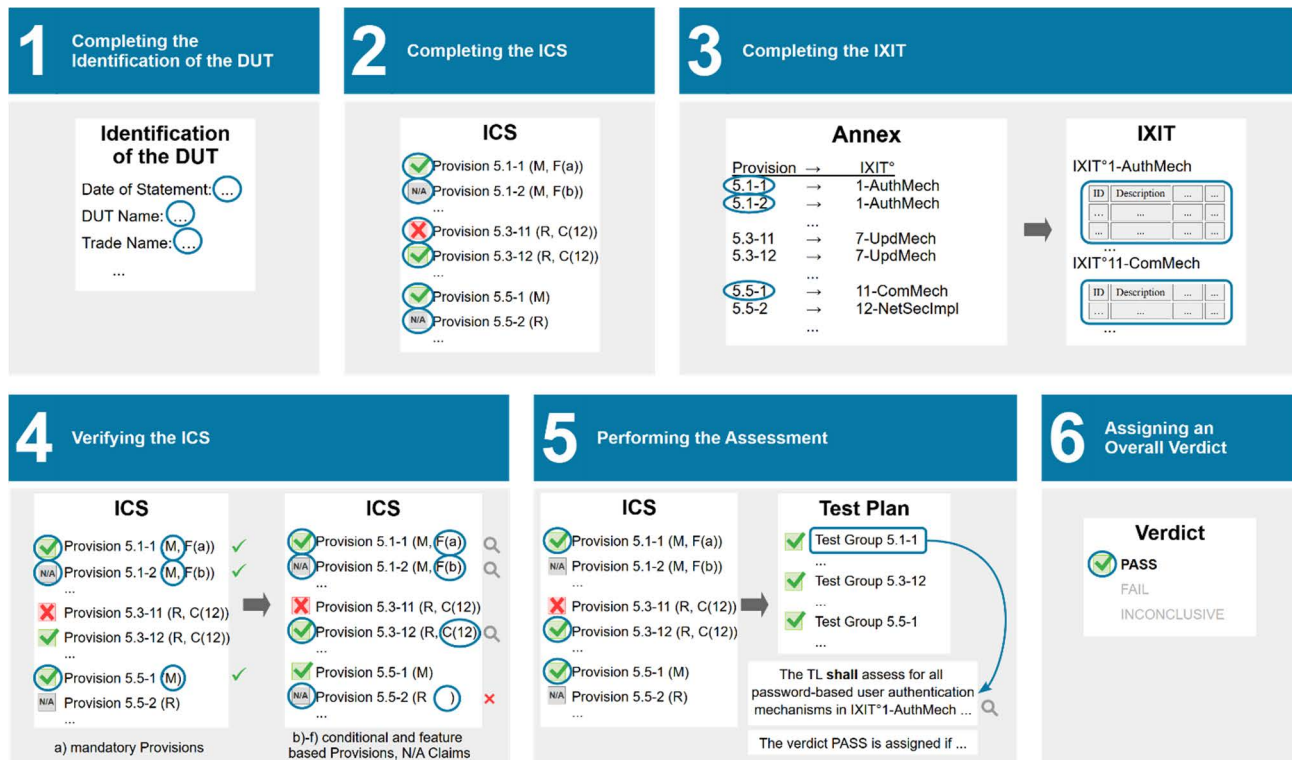 1
Completing the
Identification of the DUT
Identification
of the DUT
Date of Statement: ...
DUT Name: ...
Trade Name: ...
...
2
Completing the ICS
ICS
Provision 5.1-1 (M, F(a))
N/A Provision 5.1-2 (M, F(b))
...
Provision 5.3-11 (R, C(12))
Provision 5.3-12 (R, C(12))
...
Provision 5.5-1 (M)
N/A Provision 5.5-2 (R)
...
3
Completing the IXIT
Annex
Provision → IXIT°
5.1-1 → 1-AuthMech
5.1-2 → 1-AuthMech
...
5.3-11 → 7-UpdMech
5.3-12 → 7-UpdMech
...
5.5-1 → 11-ComMech
5.5-2 → 12-NetSecImpl
...
IXIT
IXIT°1-AuthMech
ID Description ... ...
... ... ... ...
... ... ... ...
...
IXIT°11-ComMech
ID Description ... ...
... ... ... ...
...
4
Verifying the ICS
ICS
Provision 5.1-1 (M, F(a))
N/A Provision 5.1-2 (M, F(b))
...
Provision 5.3-11 (R, C(12))
Provision 5.3-12 (R, C(12))
...
Provision 5.5-1 (M)
N/A Provision 5.5-2 (R)
...
a) mandatory Provisions
ICS
Provision 5.1-1 (M, F(a)
N/A Provision 5.1-2 (M, F(b)
...
Provision 5.3-11 (R, C(12))
Provision 5.3-12 (R, C(12))
...
Provision 5.5-1 (M)
N/A Provision 5.5-2 (R )
...
b)-f) conditional and feature
based Provisions, N/A Claims
5
Performing the Assessment
ICS
Provision 5.1-1 (M, F(a))
N/A Provision 5.1-2 (M, F(b))
...
Provision 5.3-11 (R, C(12))
Provision 5.3-12 (R, C(12))
...
Provision 5.5-1 (M)
N/A Provision 5.5-2 (R)
...
Test Plan
Test Group 5.1-1
...
Test Group 5.3-12
...
Test Group 5.5-1
...
The TL shall assess for all
password-based user authentication
mechanisms in IXIT°1-AuthMech ...
The verdict PASS is assigned if ...
6
Assigning an
Overall Verdict
Verdict
PASS
FAIL
INCONCLUSIVE